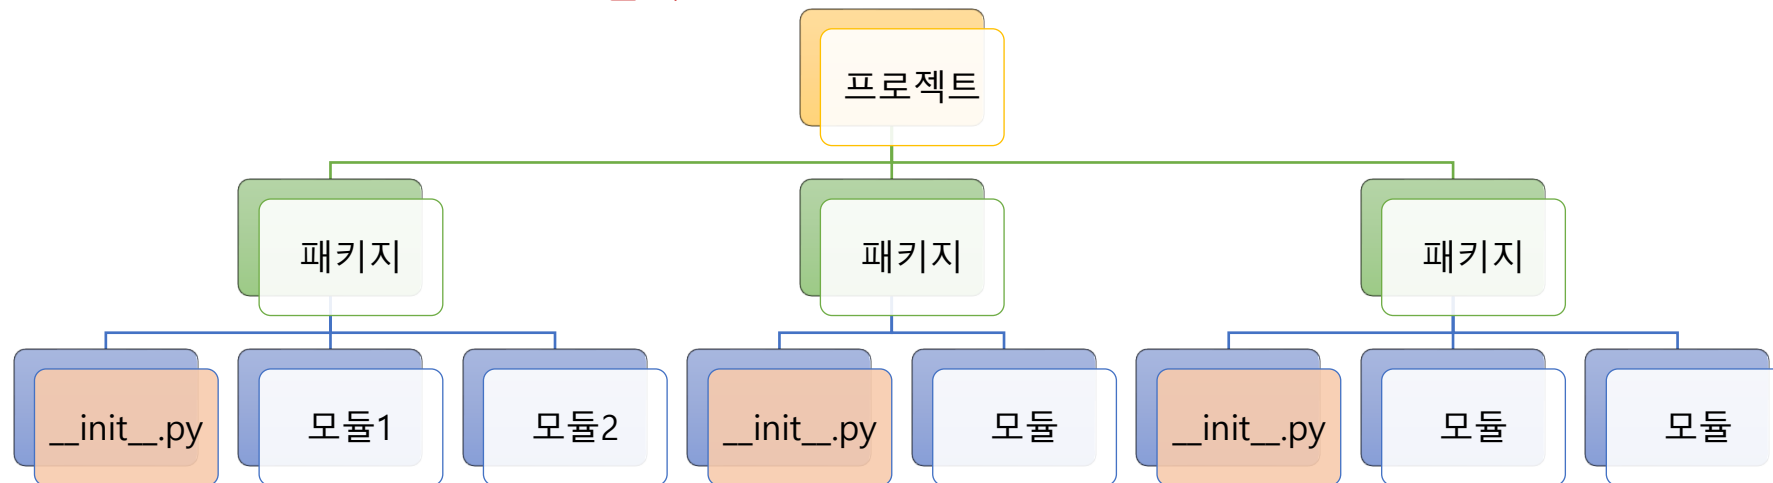 프로젝트
패키지
패키지
패키지
__init__.py
모듈1
모듈2
__init__.py
모듈
__init__.py
모듈
모듈